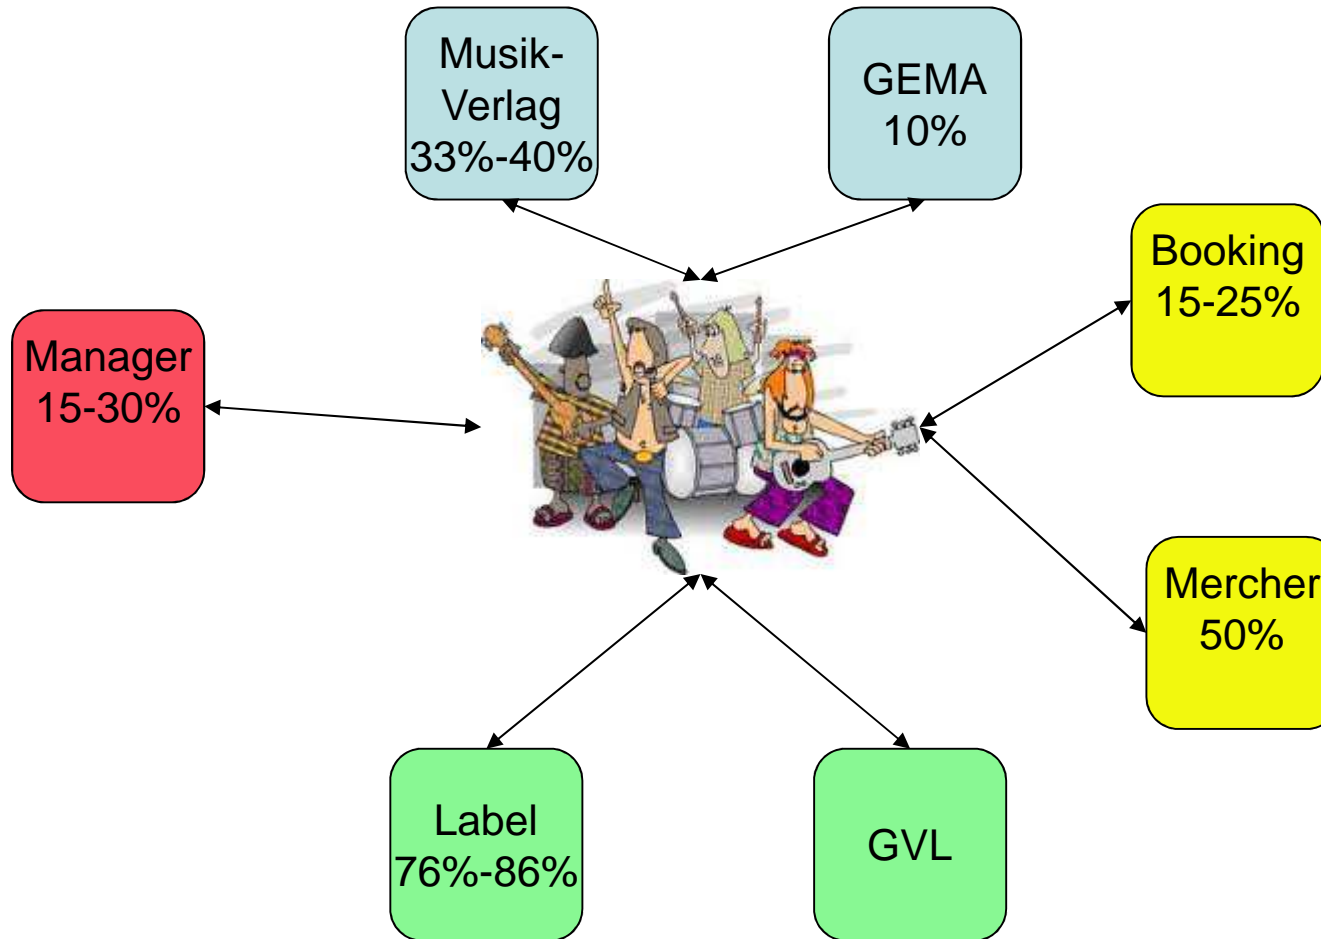 Musik-
Verlag
33%-40%
GEMA
10%
Booking
15-25%
Manager
15-30%
Mercher
50%
Label
76%-86%
GVL